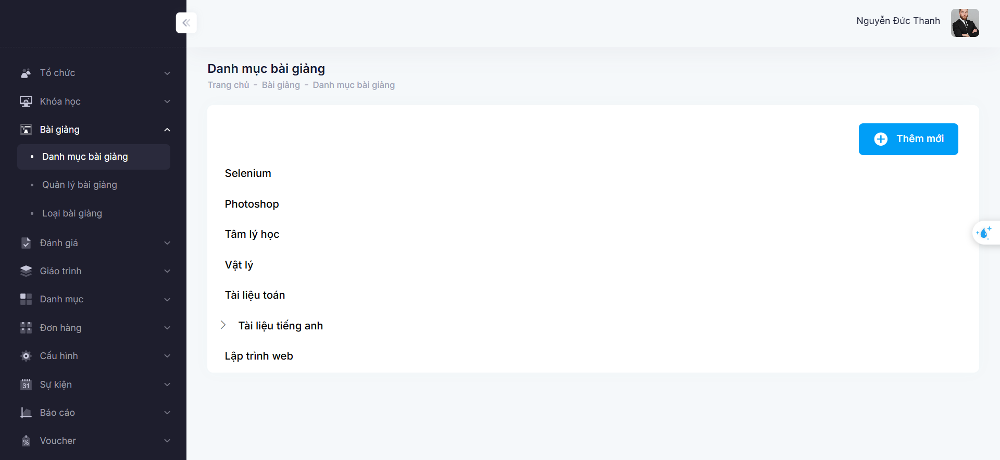 Nguyễn Đức Thanh
Tổ chức
Khóa học
Bài giảng
Danh mục bài giảng
Quản lý bài giảng
Loại bài giảng
Đánh giá
Giáo trình
Danh mục
Đơn hàng
Cấu hình
31
Sự kiện
Báo cáo
%
Voucher
Danh mục bài giảng
Trang chủ - Bài giảng - Danh mục bài giảng
Thêm mới
Selenium
Photoshop
Tâm lý học
Vật lý
Tài liệu toán
Tài liệu tiếng anh
Lập trình web